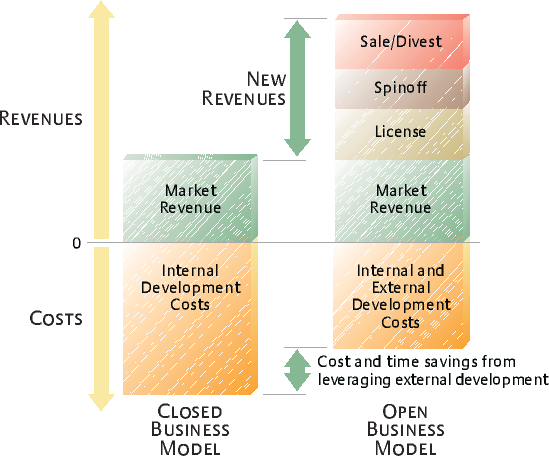 Sale/Divest
NEW
REVENUES
Spinoff
REVENUES
License
Market
Revenue
Market
Revenue
0
Internal
Development
Costs
Internal and
External
Development
Costs
COSTS
Cost and time savings from
leveraging external development
CLOSED
BUSINESS
MODEL
OPEN
BUSINESS
MODEL